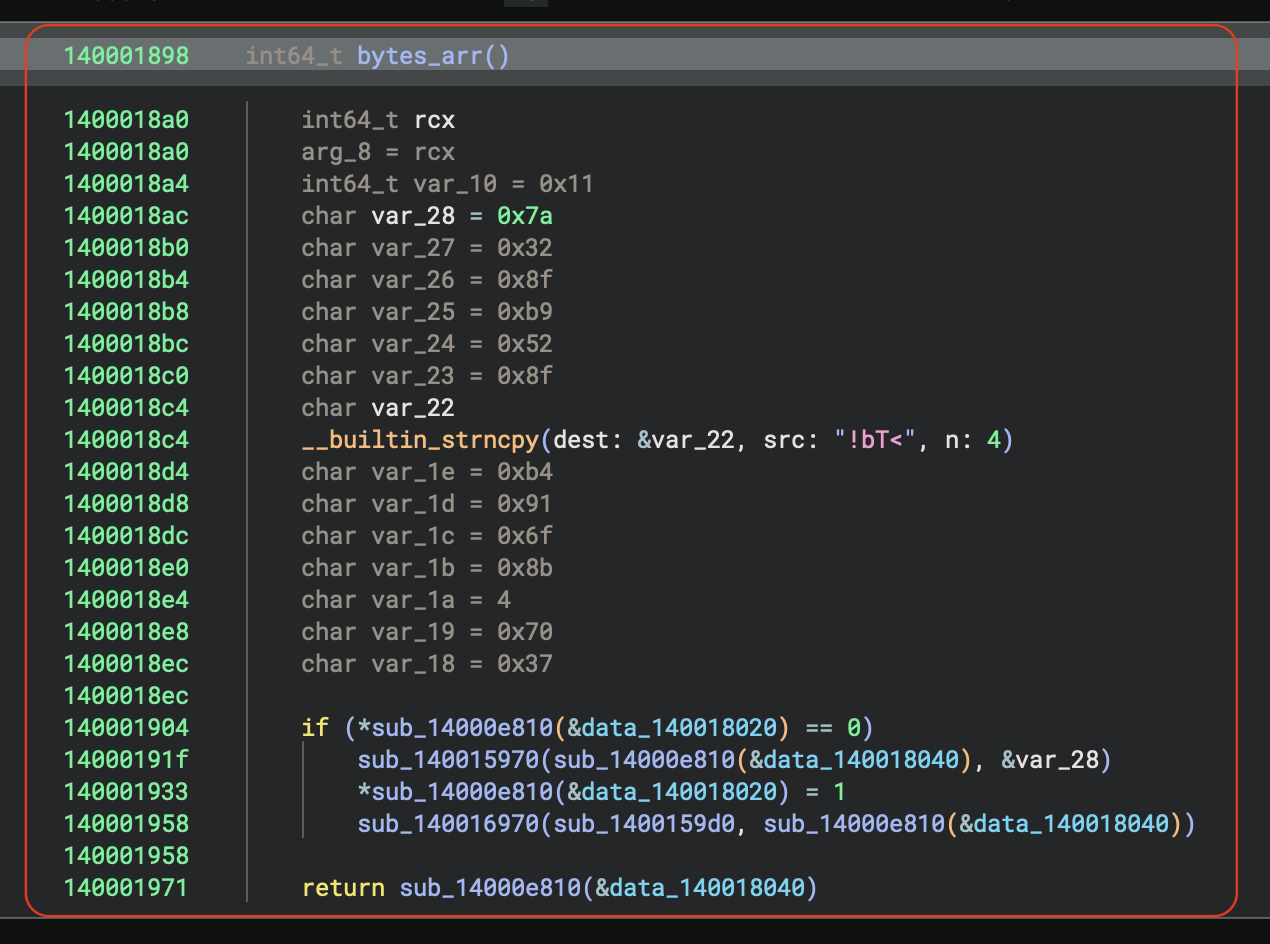 140001898 int64_t bytes_arr()
1400018a0 int64_t rcx
1400018a0 arg_8 = rcx
1400018a4 int64_t var_10 = 0x11
1400018ac char var_28 = 0x7a
1400018b0 char var_27 = 0x32
1400018b4 char var_26 = 0x8f
1400018b8 char var_25 = 0xb9
1400018bc char var_24 = 0x52
1400018c0 char var_23 = 0x8f
1400018c4 char var_22
1400018c4 __builtin_strncpy(dest: &var_22, src: "!bT<", n: 4)
1400018d4 char var_1e = 0xb4
1400018d8 char var_1d = 0x91
1400018dc char var_1c = 0x6f
1400018e0 char var_1b = 0x8b
1400018e4 char var_1a = 4
1400018e8 char var_19 = 0x70
1400018ec char var_18 = 0x37
1400018ec
140001904 if (*sub_14000e810(&data_140018020) == 0)
14000191f sub_140015970(sub_14000e810(&data_140018040), &var_28)
140001933 *sub_14000e810(&data_140018020) = 1
140001958 sub_140016970(sub_1400159d0, sub_14000e810(&data_140018040))
140001958
140001971 return sub_14000e810(&data_140018040)